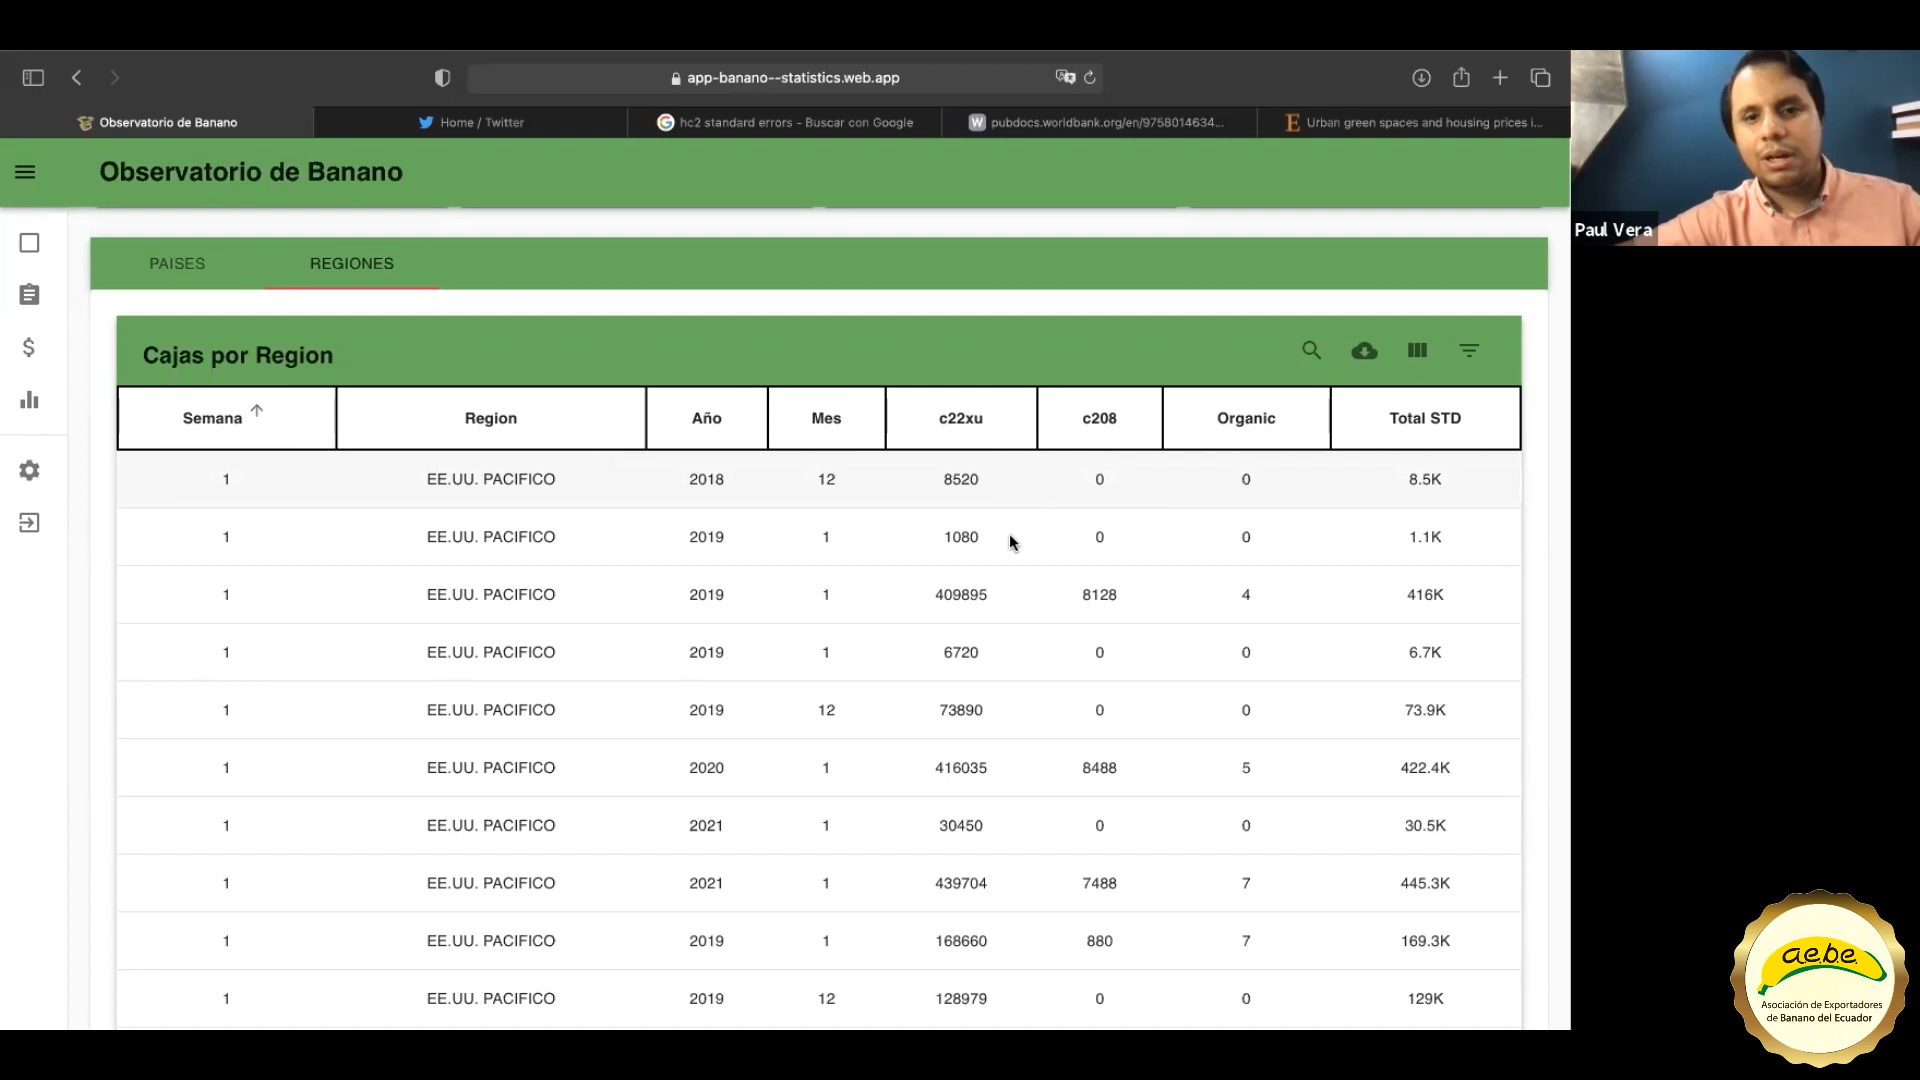 app-banano--statistics.web.app
Observatorio de Banano
Home / Twitter
hc2 standard errors - Buscar con Google
pubdocs.worldbank.org/en/9758014634...
Urban green spaces and housing prices i...
Observatorio de Banano
Paul Vera
PAISES REGIONES
Cajas por Region
Semana Region Año Mes c22xu c208 Organic Total STD
1 EE.UU. PACIFICO 2018 12 8520 0 0 8.5K
1 EE.UU. PACIFICO 2019 1 1080 0 0 1.1K
1 EE.UU. PACIFICO 2019 1 409895 8128 4 416K
1 EE.UU. PACIFICO 2019 1 6720 0 0 6.7K
1 EE.UU. PACIFICO 2019 12 73890 0 0 73.9K
1 EE.UU. PACIFICO 2020 1 416035 8488 5 422.4K
1 EE.UU. PACIFICO 2021 1 30450 0 0 30.5K
1 EE.UU. PACIFICO 2021 1 439704 7488 7 445.3K
1 EE.UU. PACIFICO 2019 1 168660 880 7 169.3K
1 EE.UU. PACIFICO 2019 12 128979 0 0 129K
a.e.b.e.
Asociación de Exportadores
de Banano del Ecuador